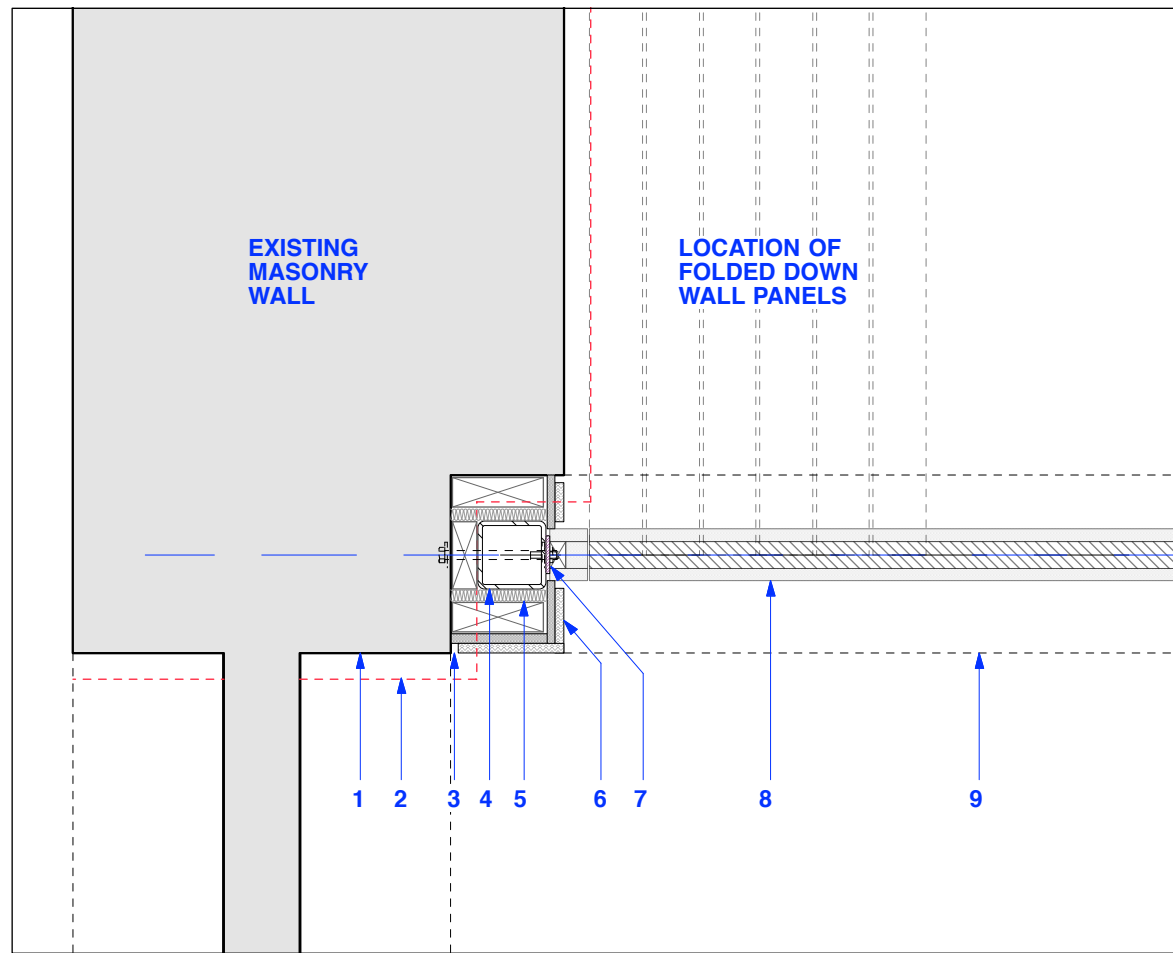 EXISTING
MASONRY
WALL
LOCATION OF
FOLDED DOWN
WALL PANELS
1 2 3 4 5 6 7 8 9